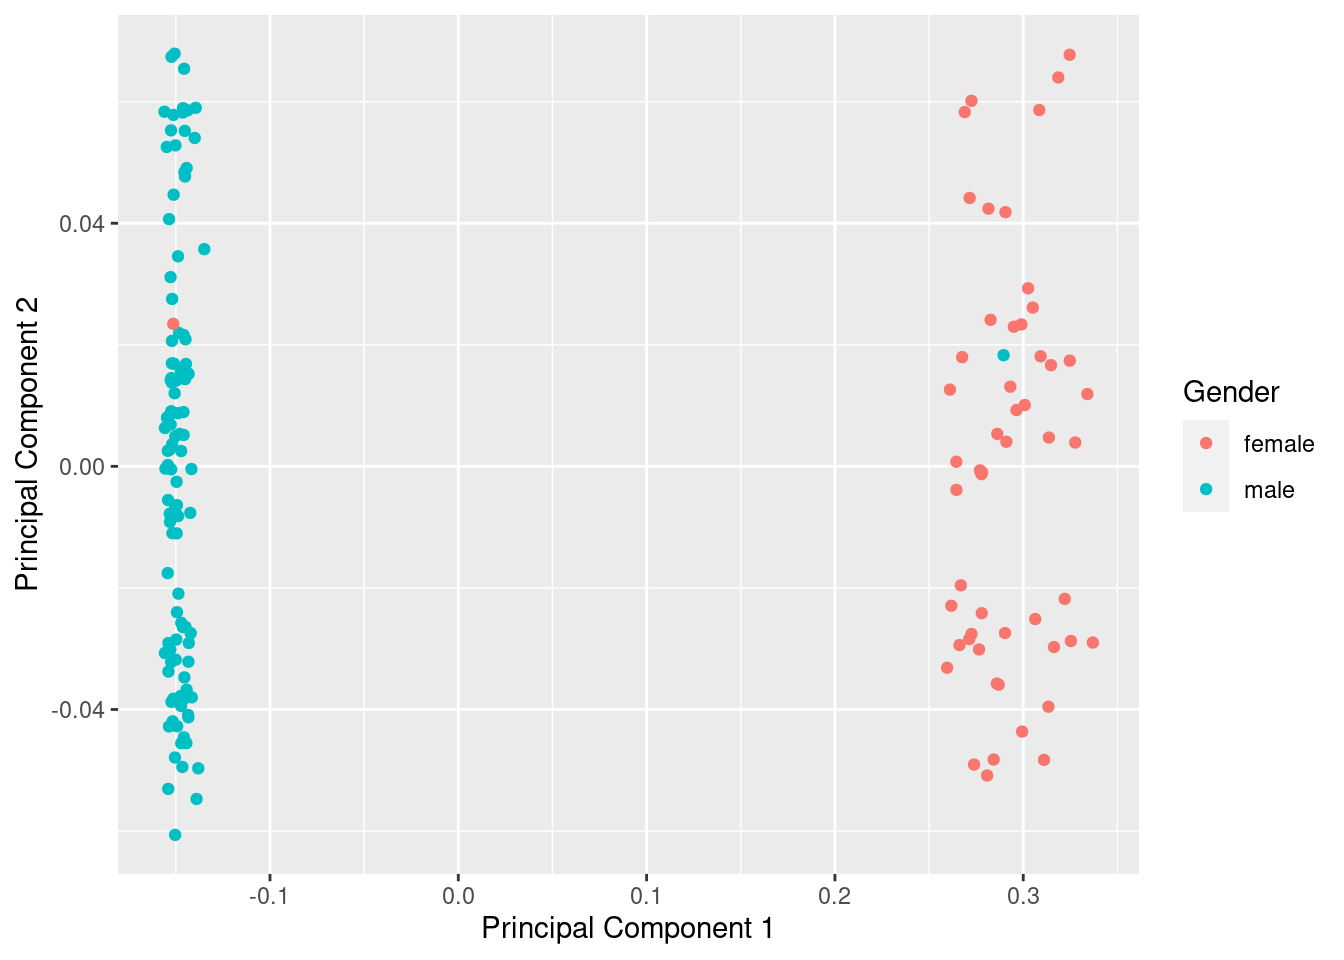 0.04
0.00
-0.04
Principal Component 2
-0.1
0.0
0.1
0.2
0.3
Principal Component 1
Gender
female
male